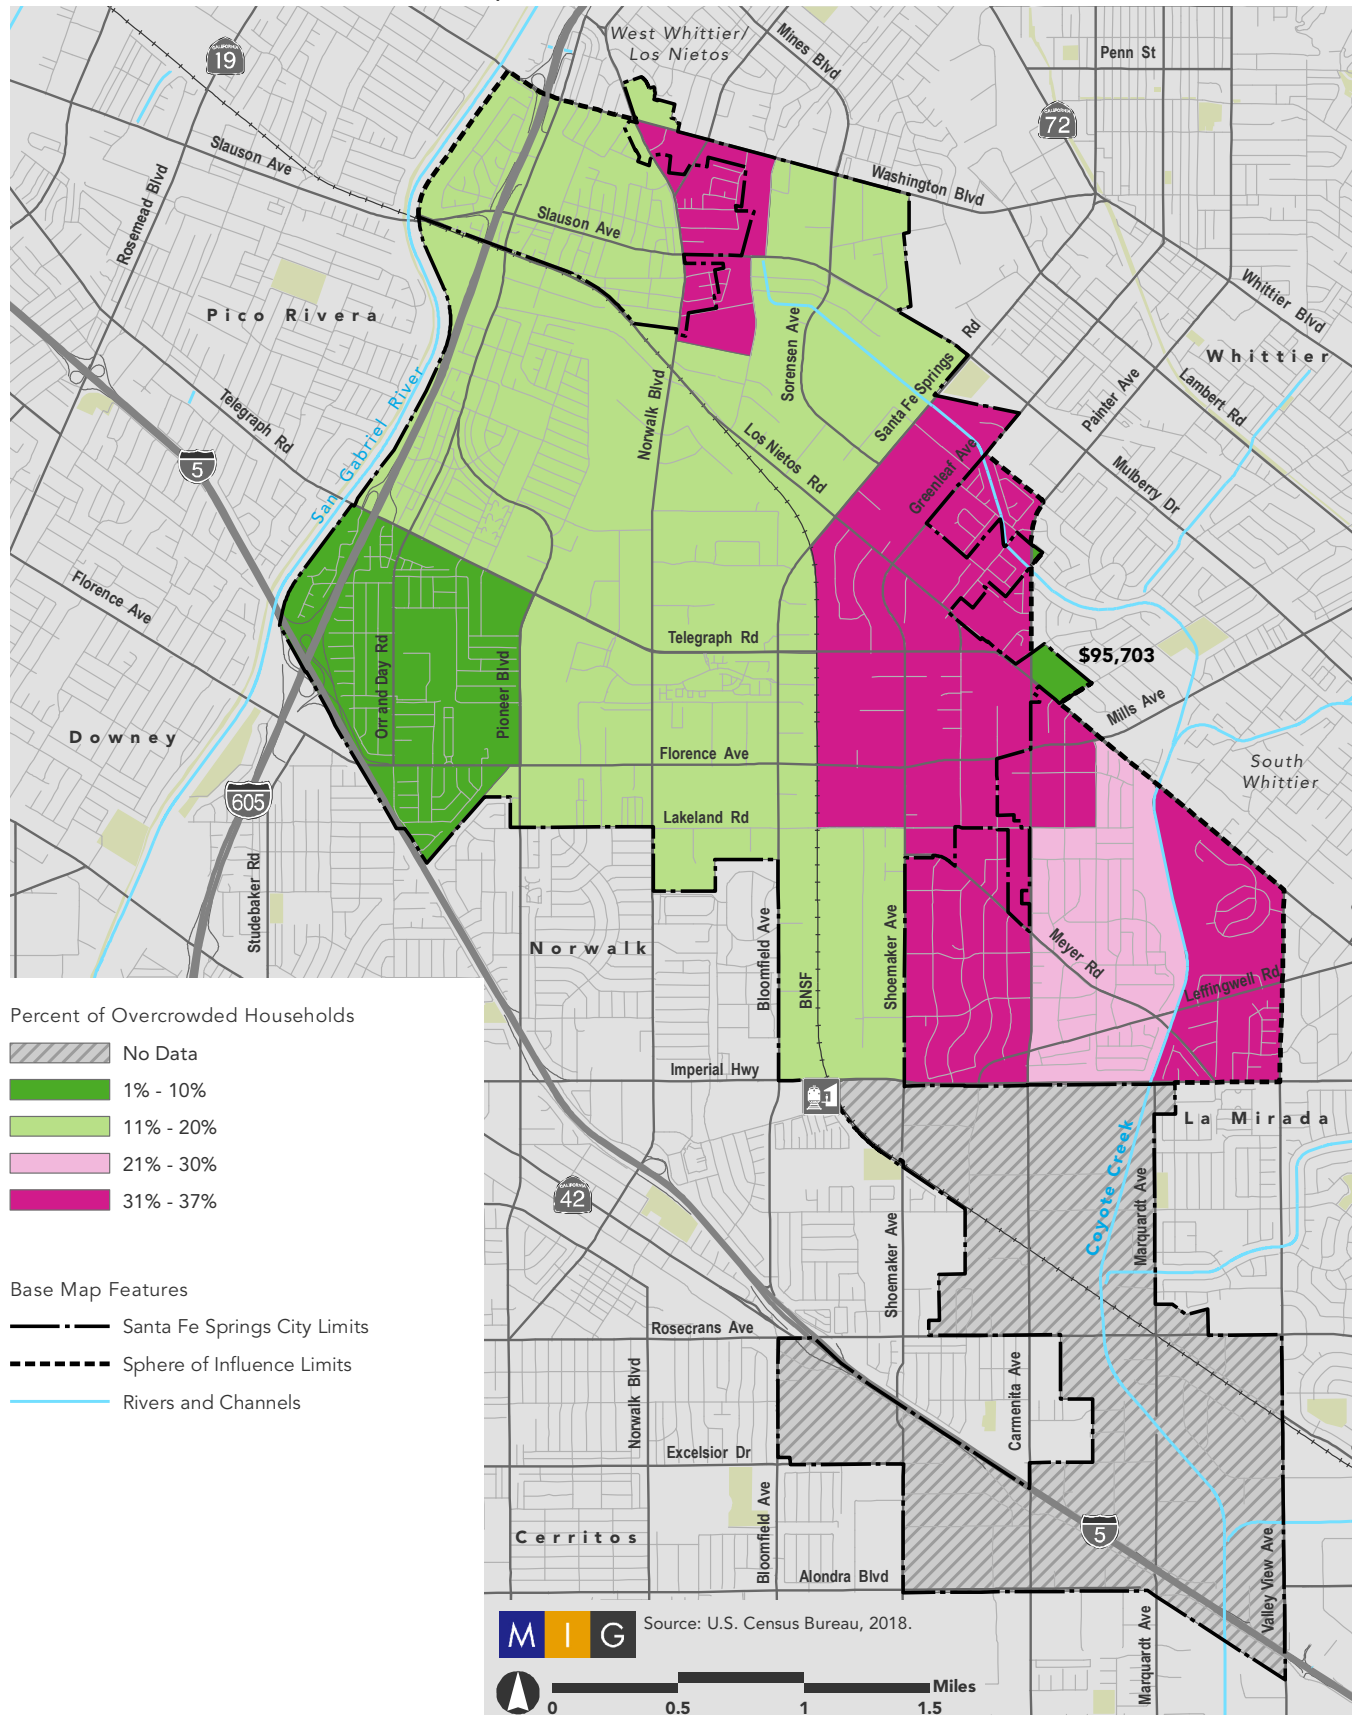 West Whittier/
Los Nietos
Mines Blvd
Penn St
CALIFORNIA
19
CALIFORNIA
72
Slauson Ave
Rosemead Blvd
Washington Blvd
Slauson Ave
Whittier Blvd
Pico Rivera
Sorensen Ave
Santa Fe Springs Rd
Whittier
Lambert Rd
Painter Ave
Telegraph Rd
San Gabriel River
Norwalk Blvd
Los Nietos Rd
Greenleaf Ave
Mulberry Dr
5
Florence Ave
Telegraph Rd
$95,703
Orr and Day Rd
Pioneer Blvd
Mills Ave
Downey
Florence Ave
South
Whittier
605
Lakeland Rd
Studebaker Rd
Norwalk
Bloomfield Ave
BNSF
Shoemaker Ave
Meyer Rd
Leffingwell Rd
Percent of Overcrowded Households
No Data
1% - 10%
11% - 20%
21% - 30%
31% - 37%
Imperial Hwy
La Mirada
Coyote Creek
Marquardt Ave
CALIFORNIA
42
Shoemaker Ave
Base Map Features
Santa Fe Springs City Limits
Sphere of Influence Limits
Rivers and Channels
Rosecrans Ave
Norwalk Blvd
Carmenita Ave
Excelsior Dr
Bloomfield Ave
Cerritos
5
Valley View Ave
Alondra Blvd
Marquardt Ave
M I G
Source: U.S. Census Bureau, 2018.
Miles
0 0.5 1 1.5